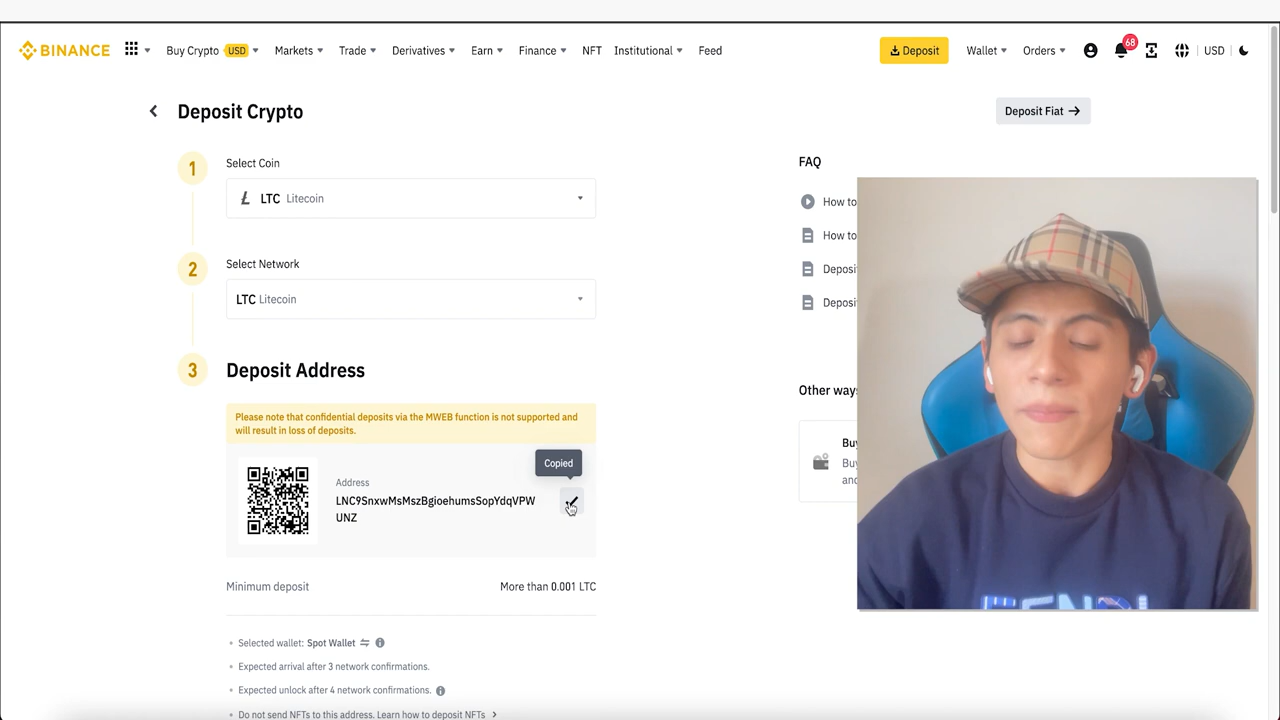 BINANCE
Buy Crypto USD Markets Trade Derivatives Earn Finance NFT Institutional Feed
Deposit Wallet Orders 68 USD
Deposit Crypto
Deposit Fiat
1
Select Coin
LTC Litecoin
2
Select Network
LTC Litecoin
3
Deposit Address
Please note that confidential deposits via the MWEB function is not supported and
will result in loss of deposits.
Copied
Address
LNC9SnxwMsMszBgioehumsSopYdqVPW
UNZ
Minimum deposit More than 0.001 LTC
Selected wallet: Spot Wallet
Expected arrival after 3 network confirmations.
Expected unlock after 4 network confirmations.
Do not send NFTs to this address. Learn how to deposit NFTs
FAQ
How to
How to
Deposi
Deposi
Other ways
Buy
Buy
and